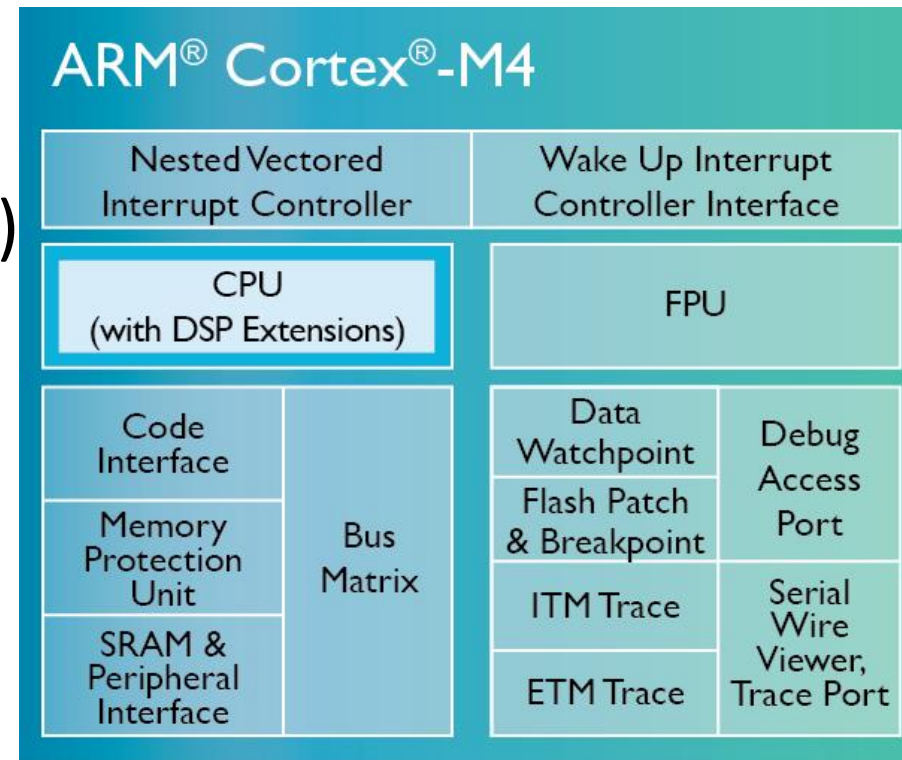 ARM® Cortex®-M4
Nested Vectored
Interrupt Controller
Wake Up Interrupt
Controller Interface
)
CPU
(with DSP Extensions)
FPU
Code
Interface
Memory
Protection
Unit
SRAM &
Peripheral
Interface
Bus
Matrix
Data
Watchpoint
Flash Patch
& Breakpoint
ITM Trace
ETM Trace
Debug
Access
Port
Serial
Wire
Viewer,
Trace Port